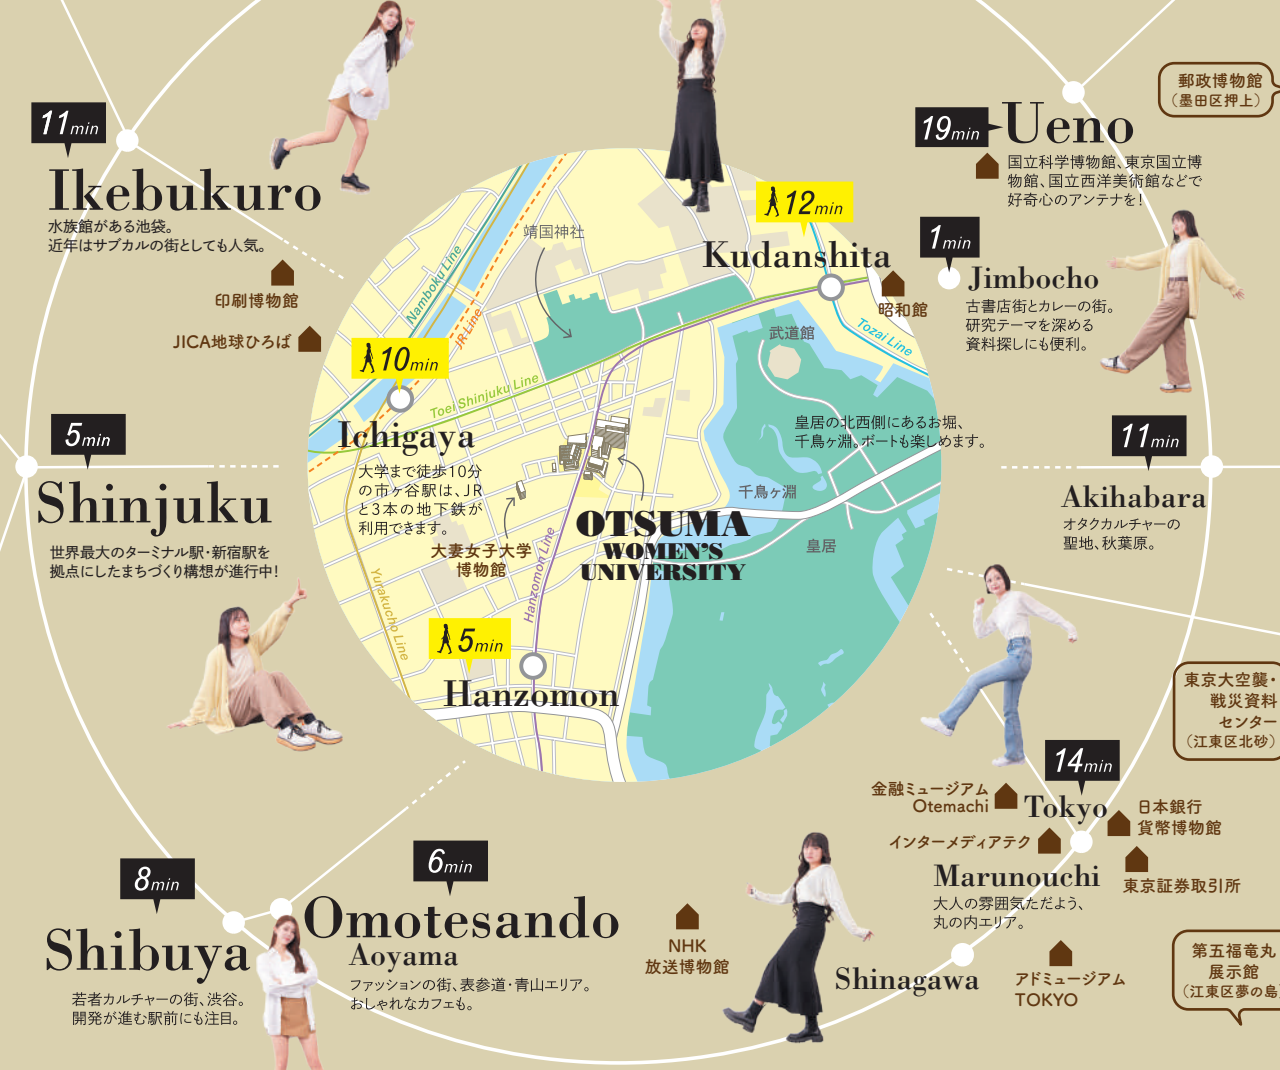 11min
Ikebukuro
水族館がある池袋。
近年はサブカルの街としても人気。
印刷博物館
JICA地球ひろば
5min
Shinjuku
世界最大のターミナル駅・新宿駅を
拠点にしたまちづくり構想が進行中!
8min
Shibuya
若者カルチャーの街、渋谷。
開発が進む駅前にも注目。
6min
Omotesando
Aoyama
ファッションの街、表参道・青山エリア。
おしゃれなカフェも。
靖国神社
Namboku Line
JR Line
10min
Toei Shinjuku Line
Ichigaya
大学まで徒歩10分
の市ヶ谷駅は、JR
と3本の地下鉄が
利用できます。
大妻女子大学
博物館
Yurakucho Line
Hanzomon Line
5min
Hanzomon
OTSUMA
WOMEN'S
UNIVERSITY
12min
Kudanshita
昭和館
武道館
Tozai Line
皇居の北西側にあるお堀、
千鳥ヶ淵。ボートも楽しめます。
千鳥ヶ淵
皇居
19min
Ueno
国立科学博物館、東京国立博
物館、国立西洋美術館などで
好奇心のアンテナを!
郵政博物館
(墨田区押上)
1min
Jimbocho
古書店街とカレーの街。
研究テーマを深める
資料探しにも便利。
11min
Akihabara
オタクカルチャーの
聖地、秋葉原。
東京大空襲・
戦災資料
センター
(江東区北砂)
14min
Tokyo
金融ミュージアム
Otemachi
日本銀行
貨幣博物館
インターメディアテク
東京証券取引所
Marunouchi
大人の雰囲気ただよう、
丸の内エリア。
NHK
放送博物館
Shinagawa
アドミュージアム
TOKYO
第五福竜丸
展示館
(江東区夢の島)